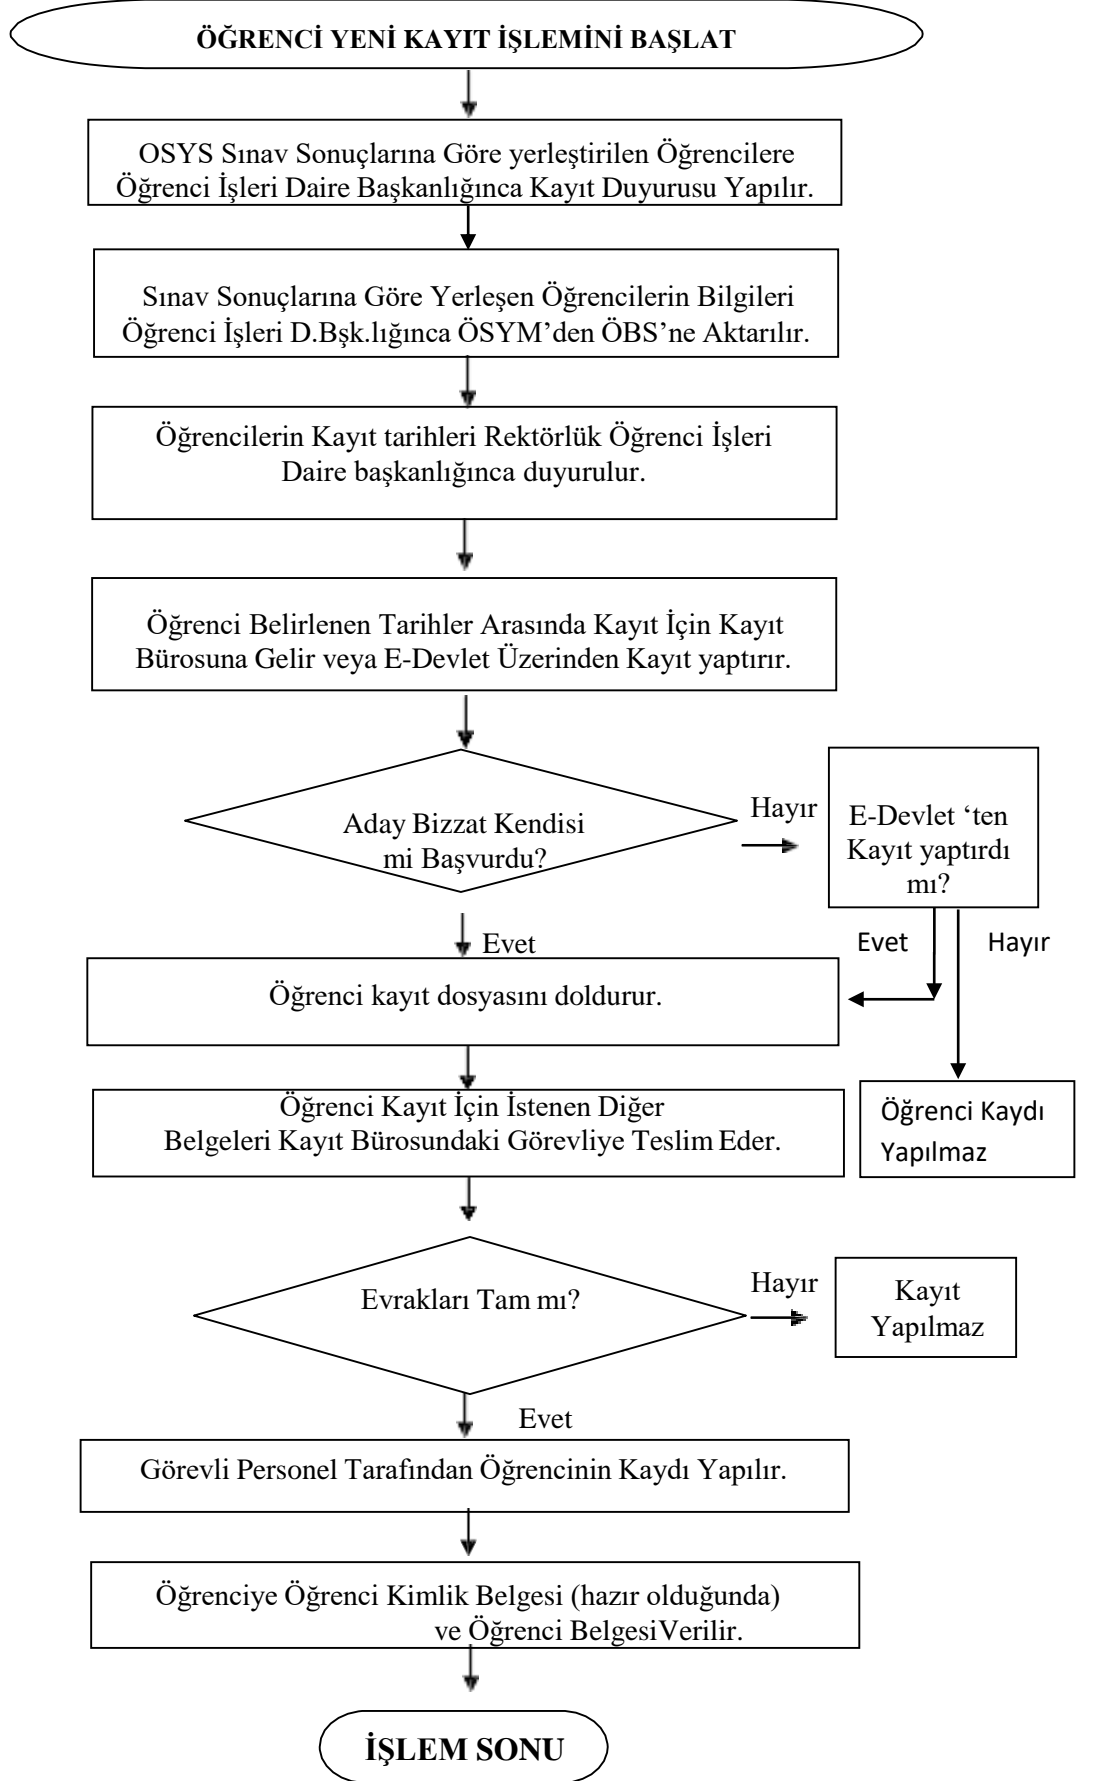 ÖĞRENCİ YENİ KAYIT İŞLEMİNİ BAŞLAT
OSYS Sınav Sonuçlarına Göre yerleştirilen Öğrencilere
Öğrenci İşleri Daire Başkanlığınca Kayıt Duyurusu Yapılır.
Sınav Sonuçlarına Göre Yerleşen Öğrencilerin Bilgileri
Öğrenci İşleri D.Bşk.lığınca ÖSYM’den ÖBS’ne Aktarılır.
Öğrencilerin Kayıt tarihleri Rektörlük Öğrenci İşleri
Daire başkanlığınca duyurulur.
Öğrenci Belirlenen Tarihler Arasında Kayıt İçin Kayıt
Bürosuna Gelir veya E-Devlet Üzerinden Kayıt yaptırır.
Aday Bizzat Kendisi
mi Başvurdu?
Hayır
E-Devlet ‘ten
Kayıt yaptırdı
mı?
Evet
Evet
Hayır
Öğrenci kayıt dosyasını doldurur.
Öğrenci Kayıt İçin İstenen Diğer
Belgeleri Kayıt Bürosundaki Görevliye Teslim Eder.
Öğrenci Kaydı
Yapılmaz
Evrakları Tam mı?
Hayır
Kayıt
Yapılmaz
Evet
Görevli Personel Tarafından Öğrencinin Kaydı Yapılır.
Öğrenciye Öğrenci Kimlik Belgesi (hazır olduğunda)
ve Öğrenci BelgesiVerilir.
İŞLEM SONU